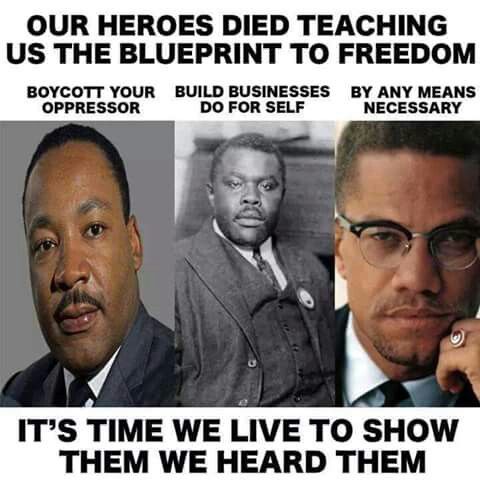 OUR HEROES DIED TEACHING
US THE BLUEPRINT TO FREEDOM
BOYCOTT YOUR
OPPRESSOR
BUILD BUSINESSES
DO FOR SELF
BY ANY MEANS
NECESSARY
IT'S TIME WE LIVE TO SHOW
THEM WE HEARD THEM